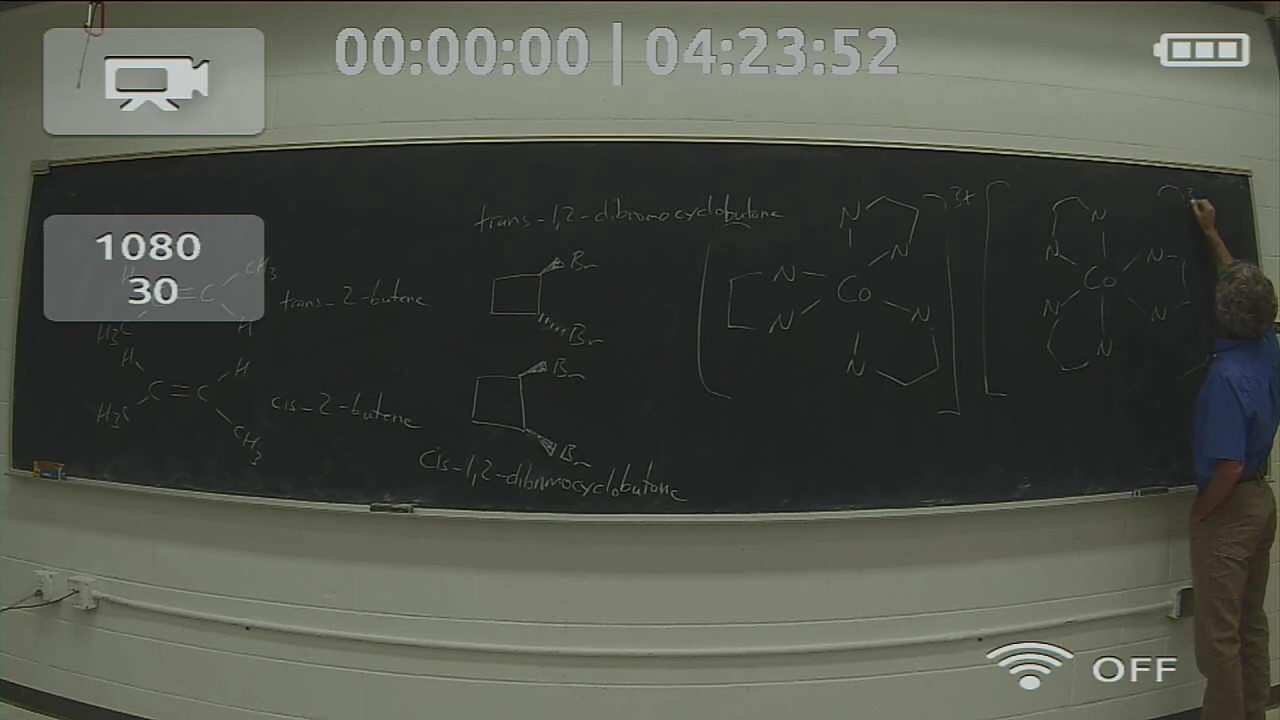 00:00:00 | 04:23:52
1080
30
OFF
H CH3
C
H3C H
trans-2-butene
H H
C=C
H3C CH3
cis-2-butene
trans-1,2-dibromocyclobutane
Br
Br
Br
Br
cis-1,2-dibromocyclobutane
3+
N
N
N
Co
N
N
N
3
N
N
N
Co
N
N
N